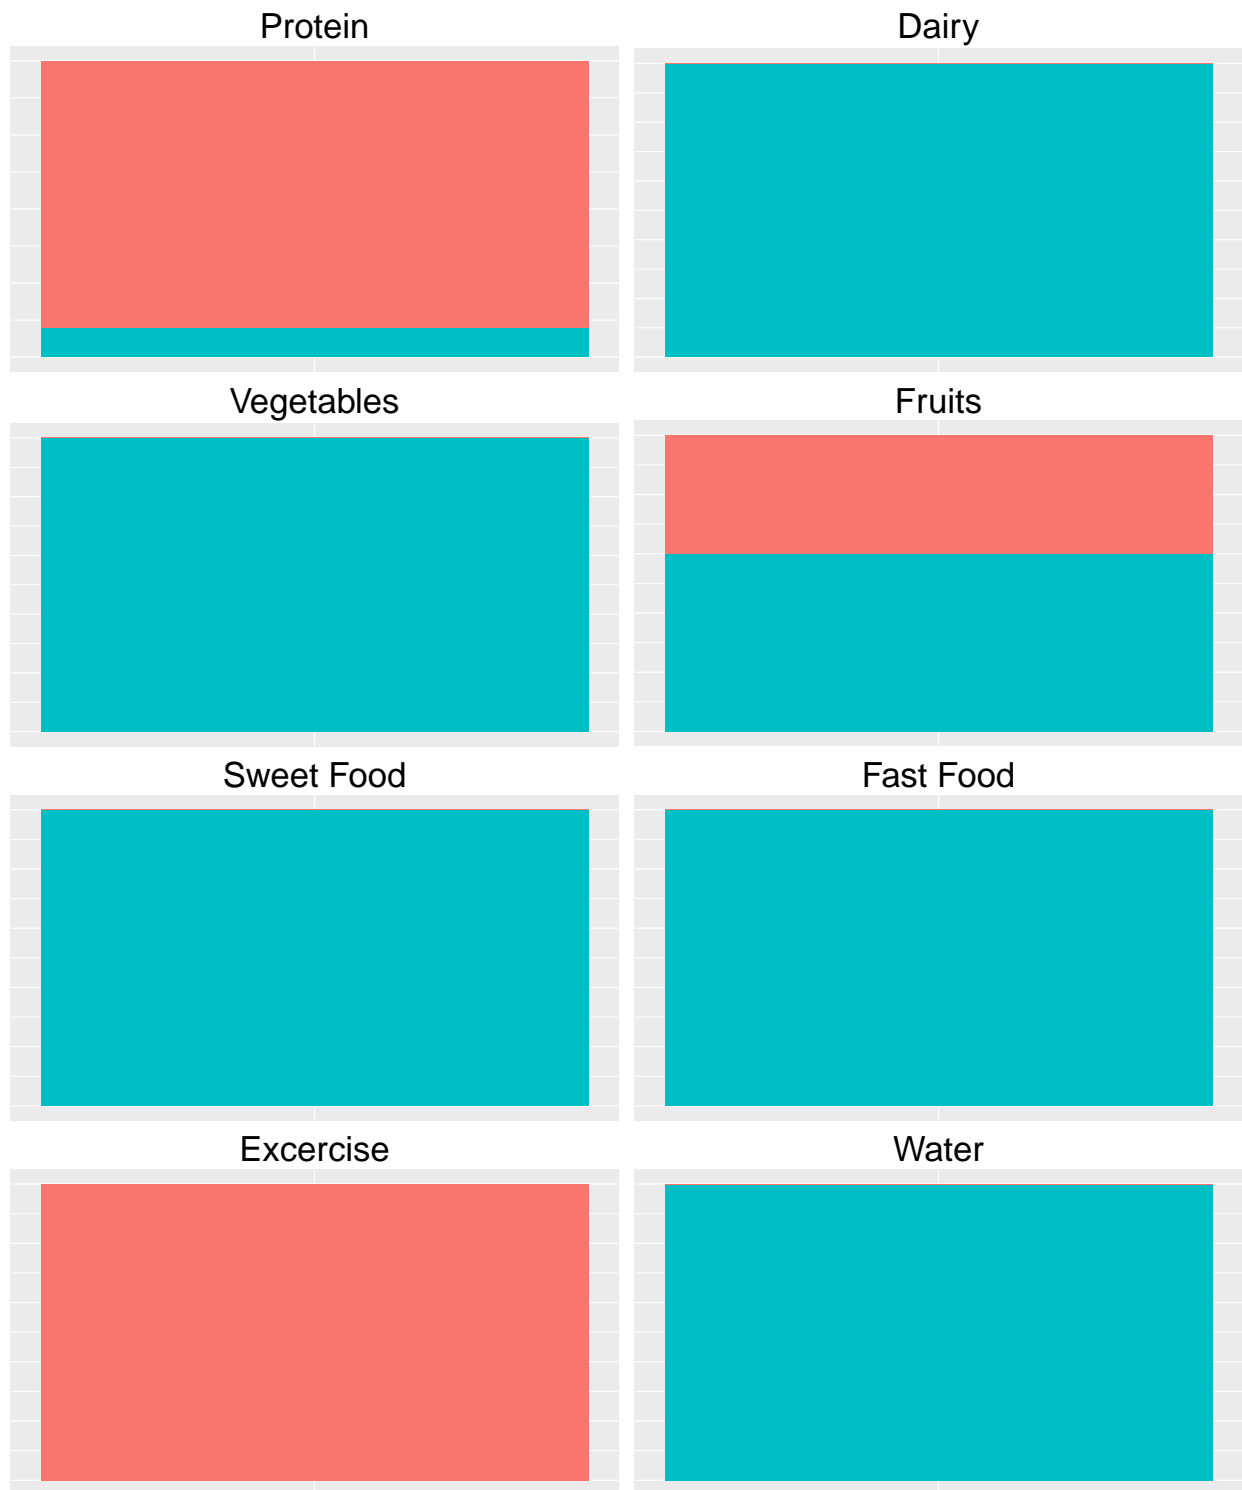 Protein
Dairy
Vegetables
Fruits
Sweet Food
Fast Food
Excercise
Water